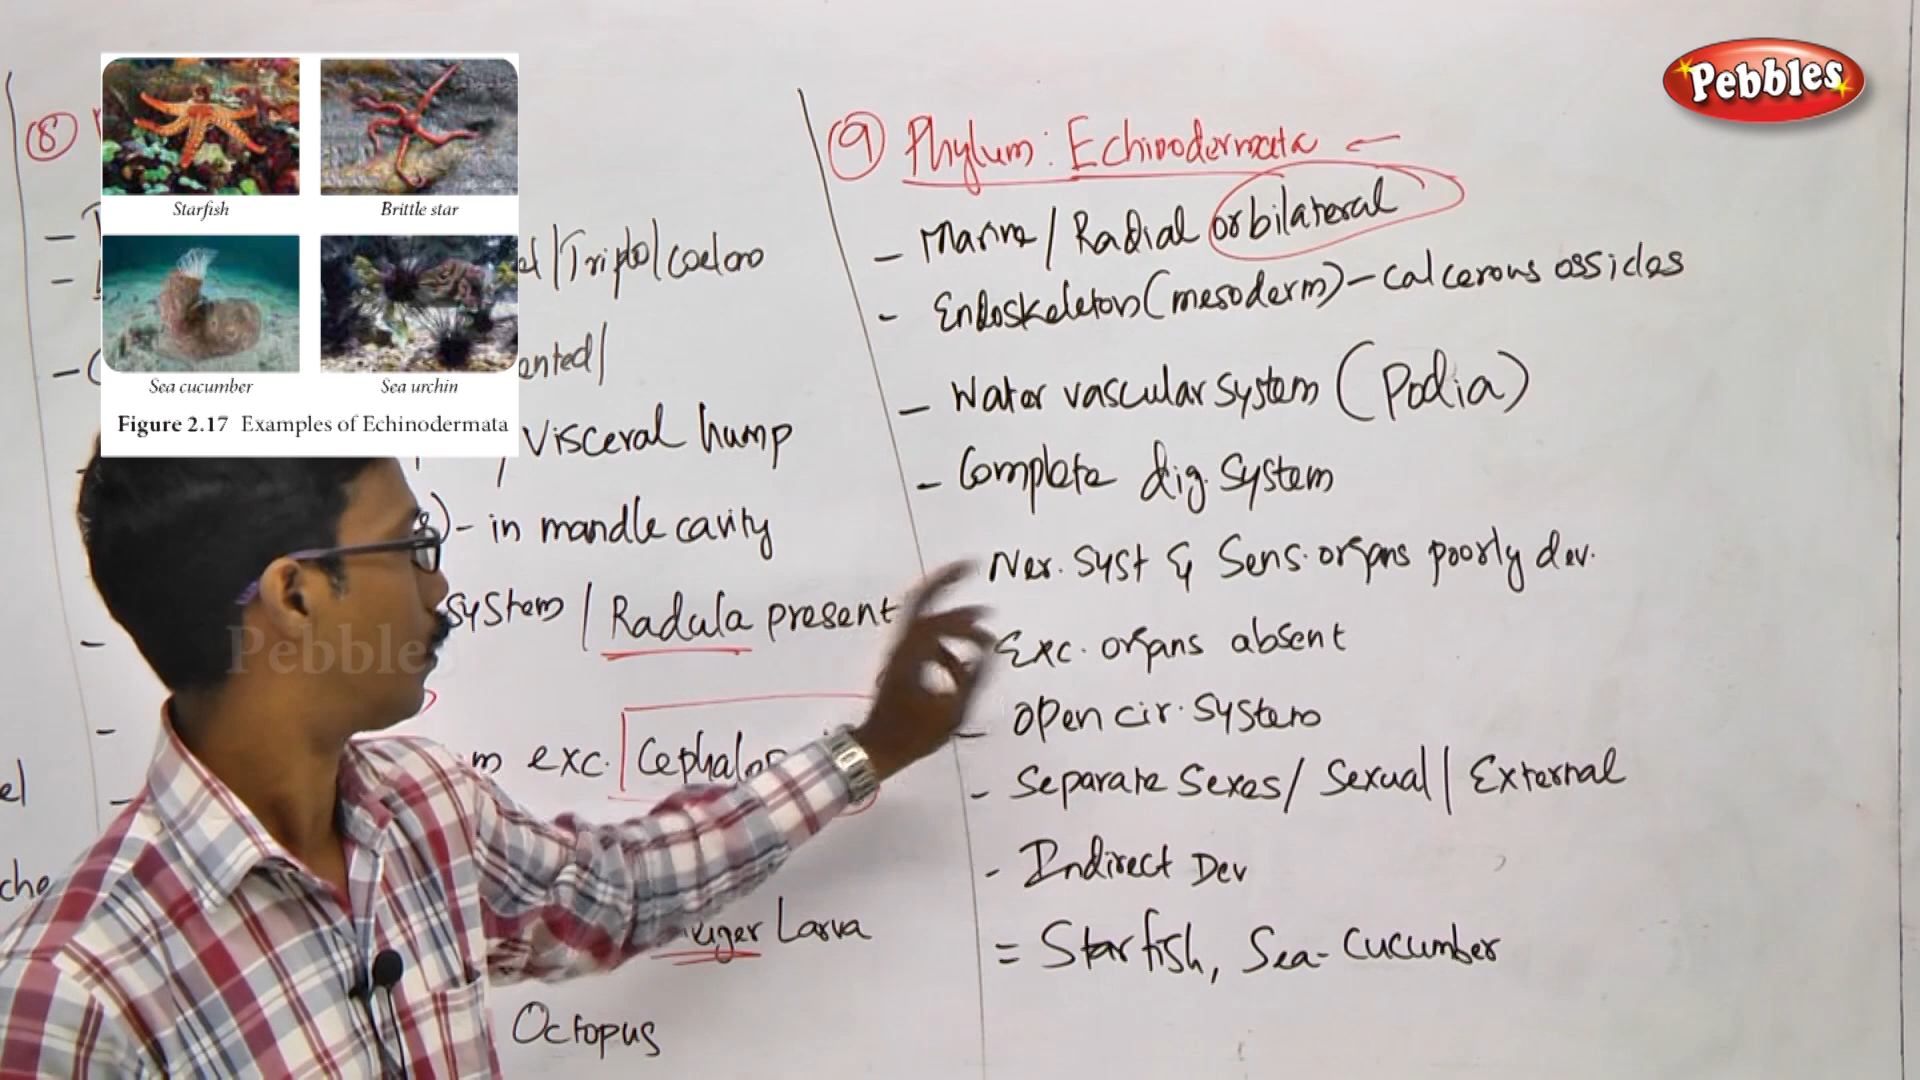 Pebbles
Starfish
Brittle star
Sea cucumber
Sea urchin
Figure 2.17 Examples of Echinodermata
8
/Triplo/coelomo
/
/Visceral hump
- in mandle cavity
System / Radula present
exc. Cephalo
Larva
Octopus
9 Phylum: Echinodermata
- Marine / Radial or bilateral
- Endoskeleton (mesoderm) - calcerous ossicles
- Water vascular system (Podia)
- Complete dig. System
Ner. Syst & Sens. organs poorly dev.
Exc. organs absent
open cir. System
- Separate Sexes / Sexual / External
- Indirect Dev
= Starfish, Sea-cucumber
Pebbles